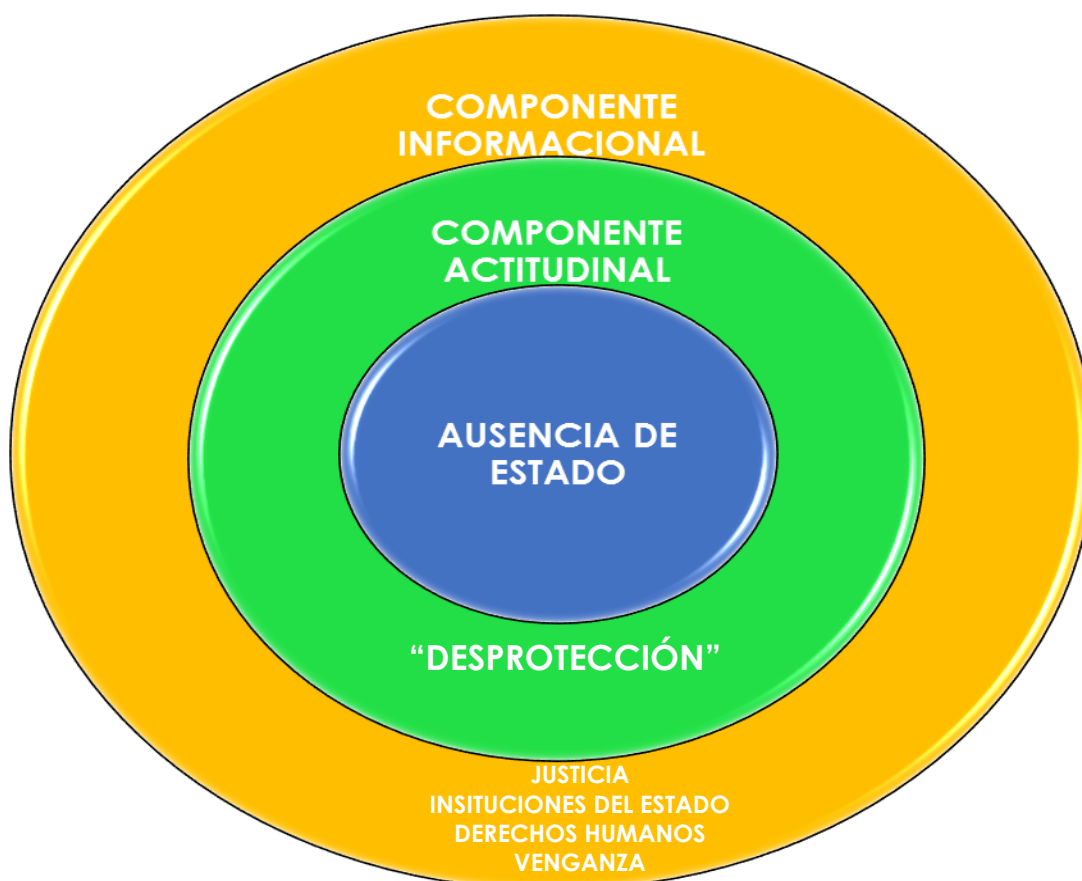 COMPONENTE
INFORMACIONAL
COMPONENTE
ACTITUDINAL
AUSENCIA DE
ESTADO
“DESPROTECCIÓN”
JUSTICIA
INSITUCIONES DEL ESTADO
DERECHOS HUMANOS
VENGANZA